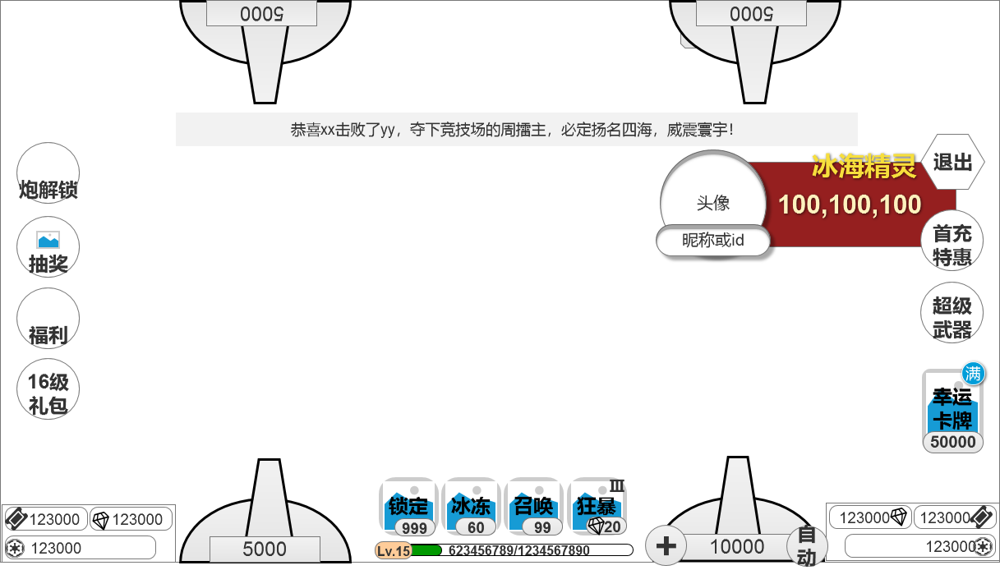 5000
5000
恭喜xx击败了yy，夺下竞技场的周擂主，必定扬名四海，威震寰宇！
冰海精灵
100,100,100
头像
昵称或id
退出
首充
特惠
超级
武器
满
幸运
卡牌
50000
炮解锁
抽奖
福利
16级
礼包
123000
123000
123000
5000
锁定
999
冰冻
60
召唤
99
III
狂暴
20
Lv.15
623456789/1234567890
10000
自
动
123000
123000
123000